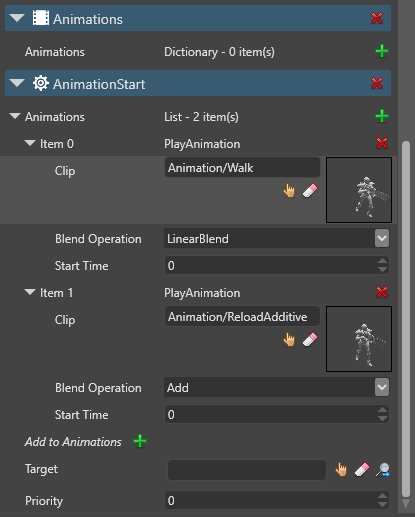 Animations
Animations Dictionary - 0 item(s)
AnimationStart
Animations List - 2 item(s)
Item 0 PlayAnimation
Clip Animation/Walk
Blend Operation LinearBlend
Start Time 0
Item 1 PlayAnimation
Clip Animation/ReloadAdditive
Blend Operation Add
Start Time 0
Add to Animations
Target
Priority 0